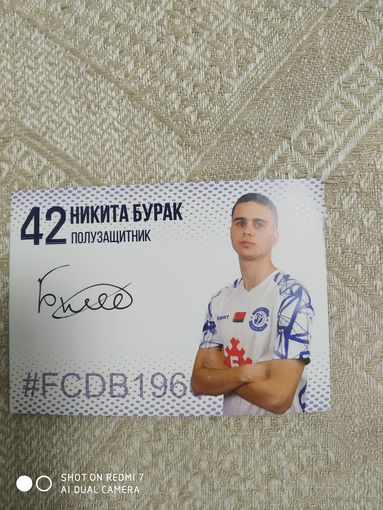 42 НИКИТА БУРАК
ПОЛУЗАЩИТНИК
#FCDB196
SHOT ON REDMI 7
AI DUAL CAMERA